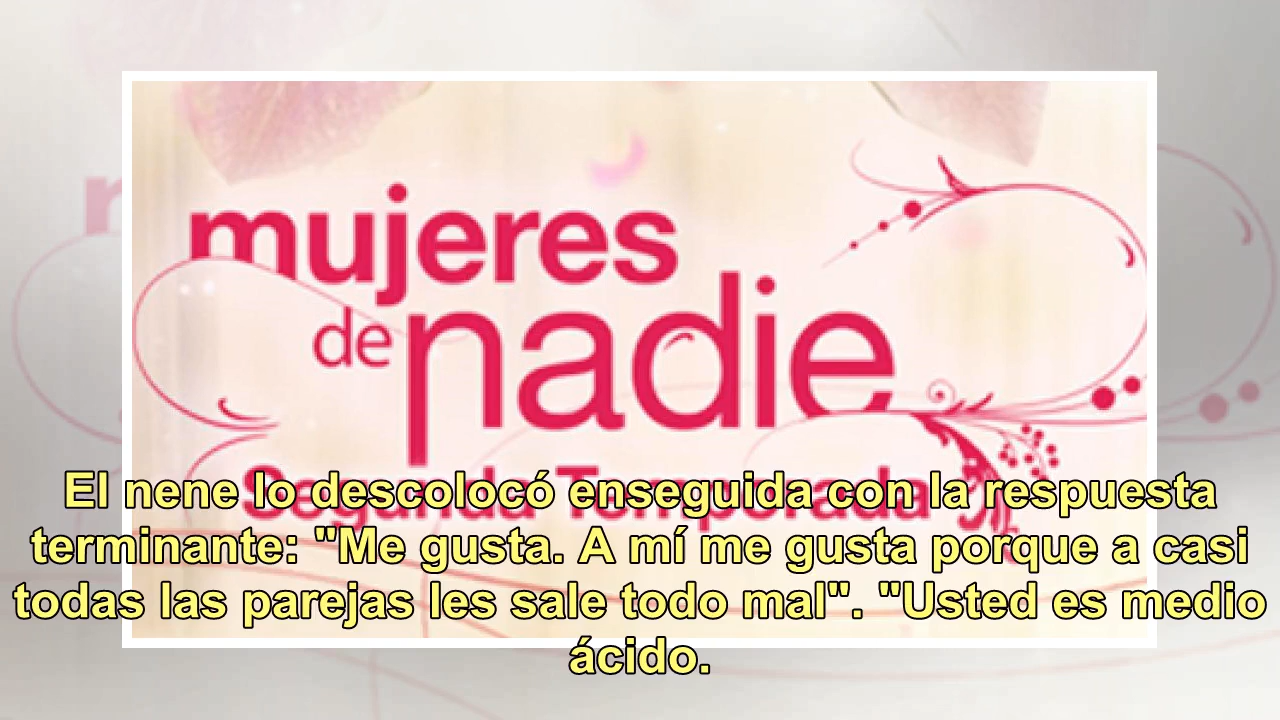 mujeres
de nadie
Segunda Temporada
El nene lo descolocó enseguida con la respuesta
terminante: "Me gusta. A mí me gusta porque a casi
todas las parejas les sale todo mal". "Usted es medio
ácido.